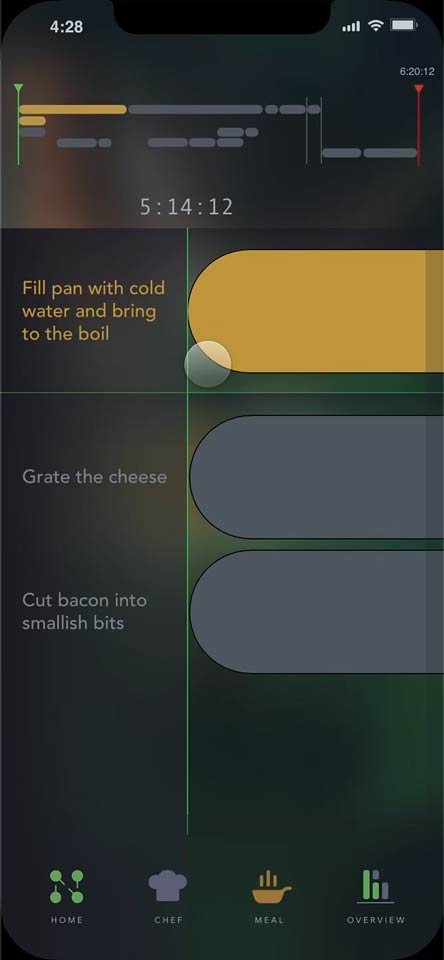 4:28
6:20:12
5:14:12
Fill pan with cold
water and bring
to the boil
Grate the cheese
Cut bacon into
smallish bits
HOME
CHEF
MEAL
OVERVIEW